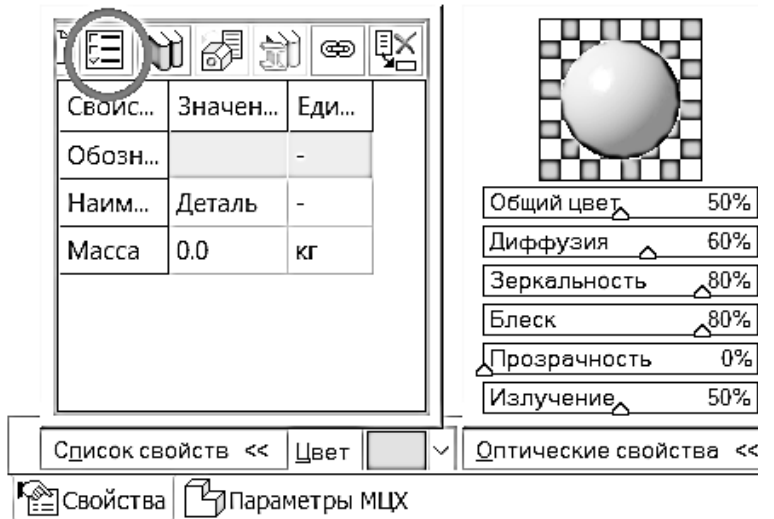 Свойс... Значен... Еди...
Обозн... -
Наим... Деталь -
Масса 0.0 кг
Общий цвет 50%
Диффузия 60%
Зеркальность 80%
Блеск 80%
Прозрачность 0%
Излучение 50%
Список свойств << Цвет Оптические свойства <<
Свойства Параметры МЦХ